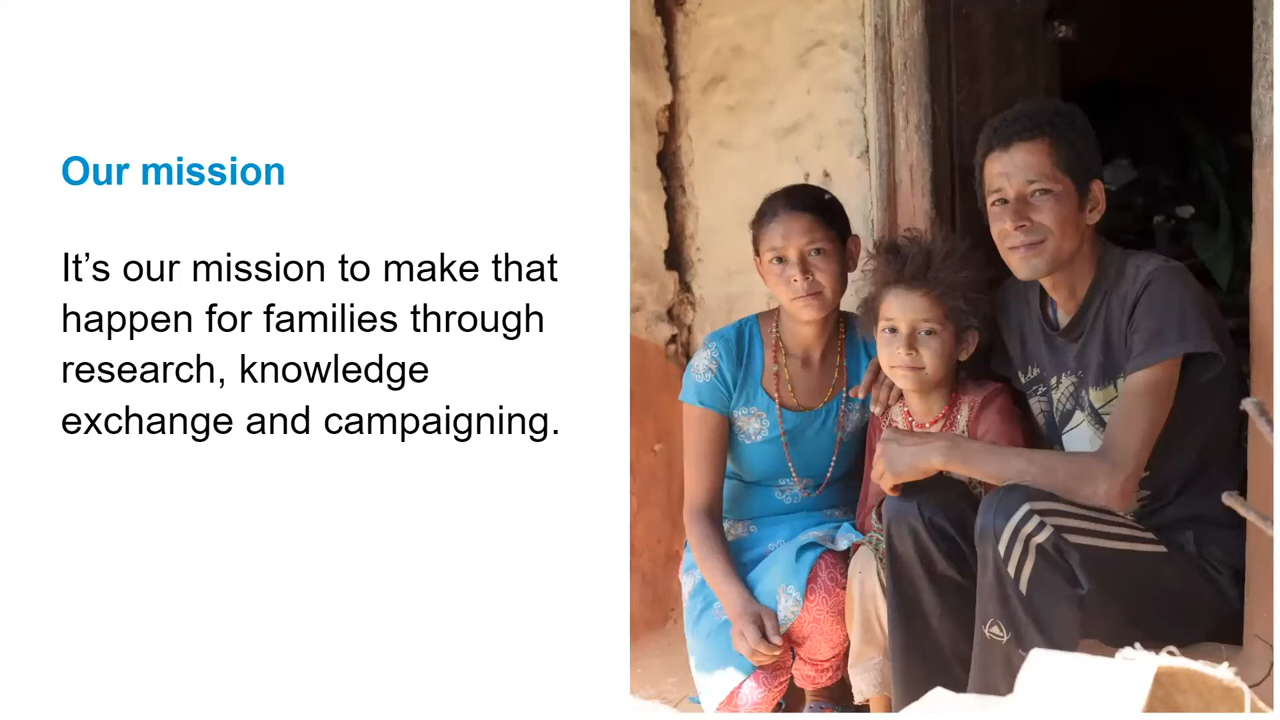 Our mission
It’s our mission to make that
happen for families through
research, knowledge
exchange and campaigning.